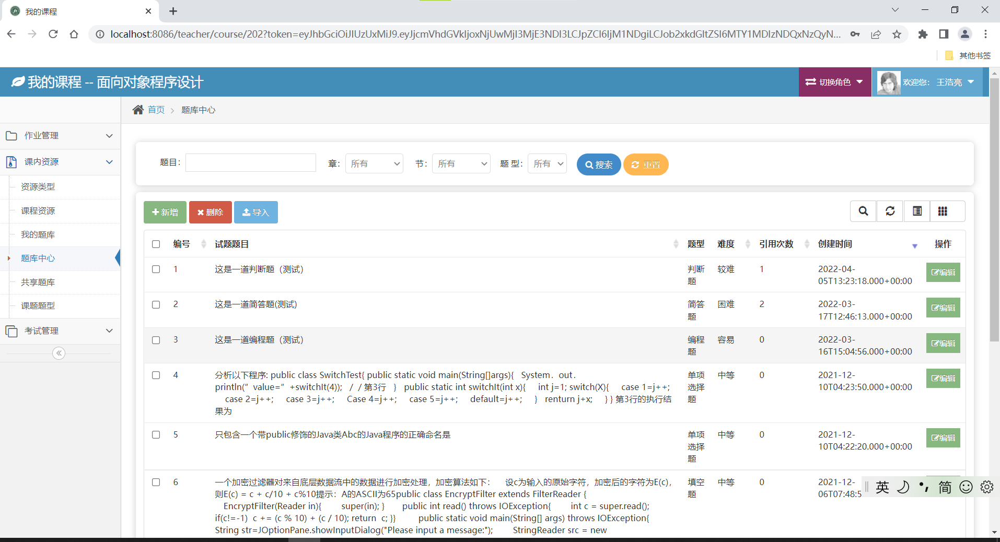 我的课程
localhost:8086/teacher/course/202?token=eyJhbGciOiJIUzUxMiJ9.eyJjcmVhdGVkIjoxNjUwMjI3MjE3NDI3LCJpZCI6IjM1NDgiLCJob2xkdGltZSI6MTY1MDIzNDQxNzQyN...
其他书签
我的课程 -- 面向对象程序设计
切换角色
欢迎您： 王浩亮
首页
题库中心
作业管理
课内资源
资源类型
课程资源
我的题库
题库中心
共享题库
课题题型
考试管理
题目：
章： 所有
节： 所有
题 型： 所有
搜索
重置
新增
删除
导入
编号 试题题目 题型 难度 引用次数 创建时间 操作
1 这是一道判断题（测试） 判断 较难 1 2022-04- 编辑
题 05T13:23:18.000+00:00
2 这是一道简答题(测试) 简答 困难 2 2022-03- 编辑
题 17T12:46:13.000+00:00
3 这是一道编程题（测试） 编程 容易 0 2022-03- 编辑
题 16T15:04:56.000+00:00
4 分析以下程序: public class SwitchTest{ public static void main(String[]args){ System．out． 单项 中等 0 2021-12- 编辑
println(“ value=“ +switchIt(4)); / / 第3行 } public static int switchIt(int x){ int j=1; switch(X){ case 1=j++; 选择 10T04:23:50.000+00:00
case 2=j++; case 3=j++; Case 4=j++; case 5=j++; default=j++; } renturn j+x; } } 第3行的执行结 题
果为
5 只包含一个带public修饰的Java类Abc的Java程序的正确命名是 单项 中等 0 2021-12- 编辑
选择 10T04:22:20.000+00:00
题
6 一个加密过滤器对来自底层数据流中的数据进行加密处理，加密算法如下： 设c为输入的原始字符，加密后的字符为E(c)， 填空 中等 0 2021-12-
则E(c) = c + c/10 + c%10提示：A的ASCII为65public class EncryptFilter extends FilterReader { 题 06T07:48:5
EncryptFilter(Reader in){ super(in); } public int read() throws IOException{ int c = super.read();
if(c!=-1) c += (c % 10) + (c / 10); return c; }} public static void main(String[] args) throws IOException{
String str=JOptionPane.showInputDialog("Please input a message:"); StringReader src = new
英 简